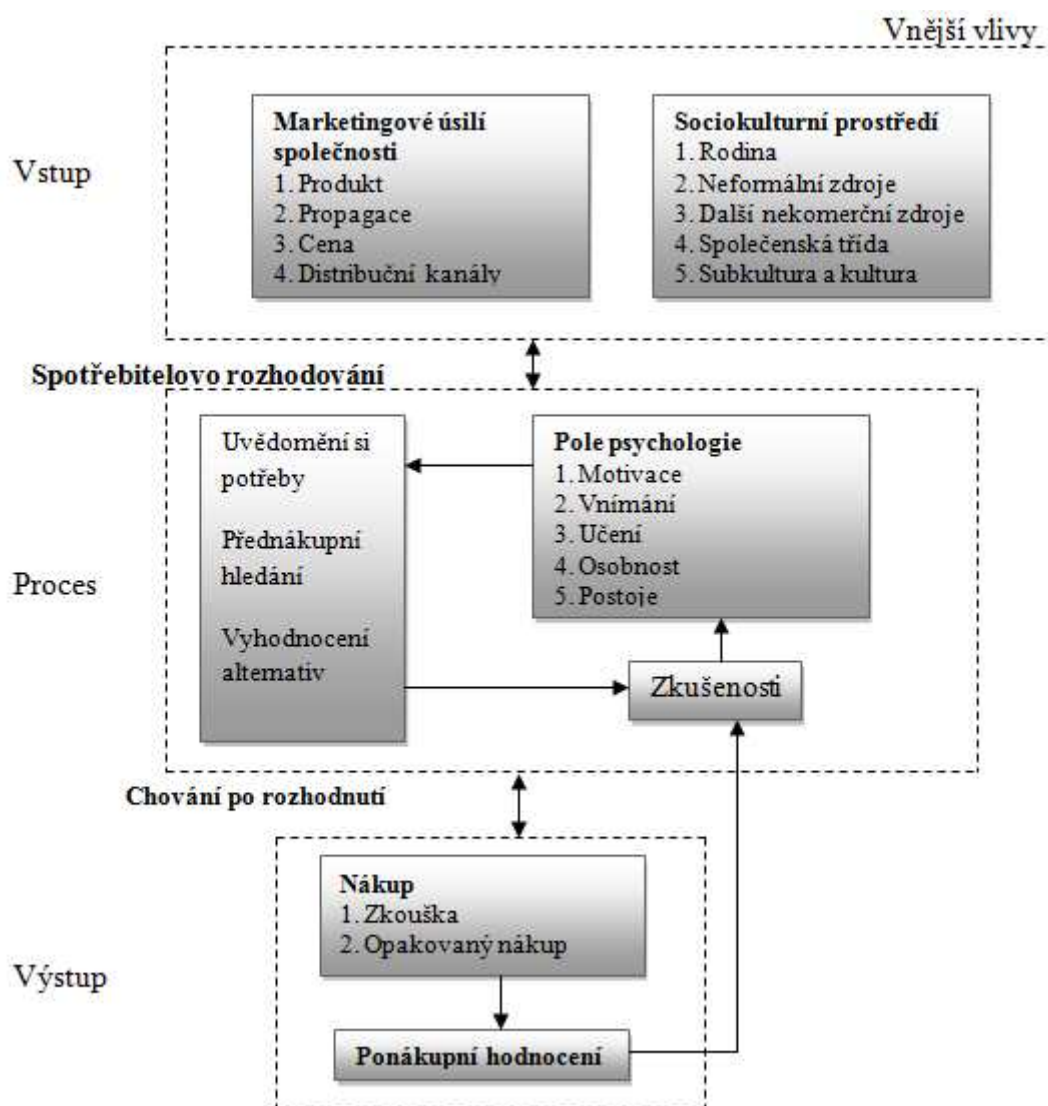 Vnější vlivy
Vstup
Marketingové úsilí
společnosti
1. Produkt
2. Propagace
3. Cena
4. Distribuční kanály
Sociokulturní prostředí
1. Rodina
2. Neformální zdroje
3. Další nekomerční zdroje
4. Společenská třída
5. Subkultura a kultura
Spotřebitelovo rozhodování
Proces
Uvědomění si
potřeby
Přednákupní
hledání
Vyhodnocení
alternativ
Pole psychologie
1. Motivace
2. Vnímání
3. Učení
4. Osobnost
5. Postoje
Zkušenosti
Chování po rozhodnutí
Výstup
Nákup
1. Zkouška
2. Opakovaný nákup
Ponákupní hodnocení